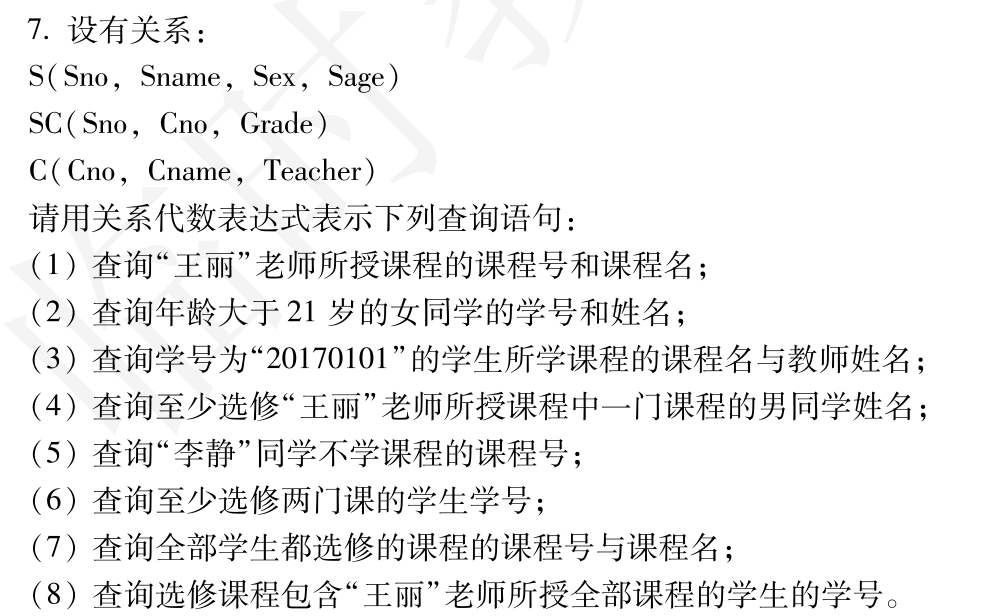 7. 设有关系：
S(Sno, Sname, Sex, Sage)
SC(Sno, Cno, Grade)
C(Cno, Cname, Teacher)
请用关系代数表达式表示下列查询语句：
(1) 查询“王丽”老师所授课程的课程号和课程名；
(2) 查询年龄大于 21 岁的女同学的学号和姓名；
(3) 查询学号为“20170101”的学生所学课程的课程名与教师姓名；
(4) 查询至少选修“王丽”老师所授课程中一门课程的男同学姓名；
(5) 查询“李静”同学不学课程的课程号；
(6) 查询至少选修两门课的学生学号；
(7) 查询全部学生都选修的课程的课程号与课程名；
(8) 查询选修课程包含“王丽”老师所授全部课程的学生的学号。